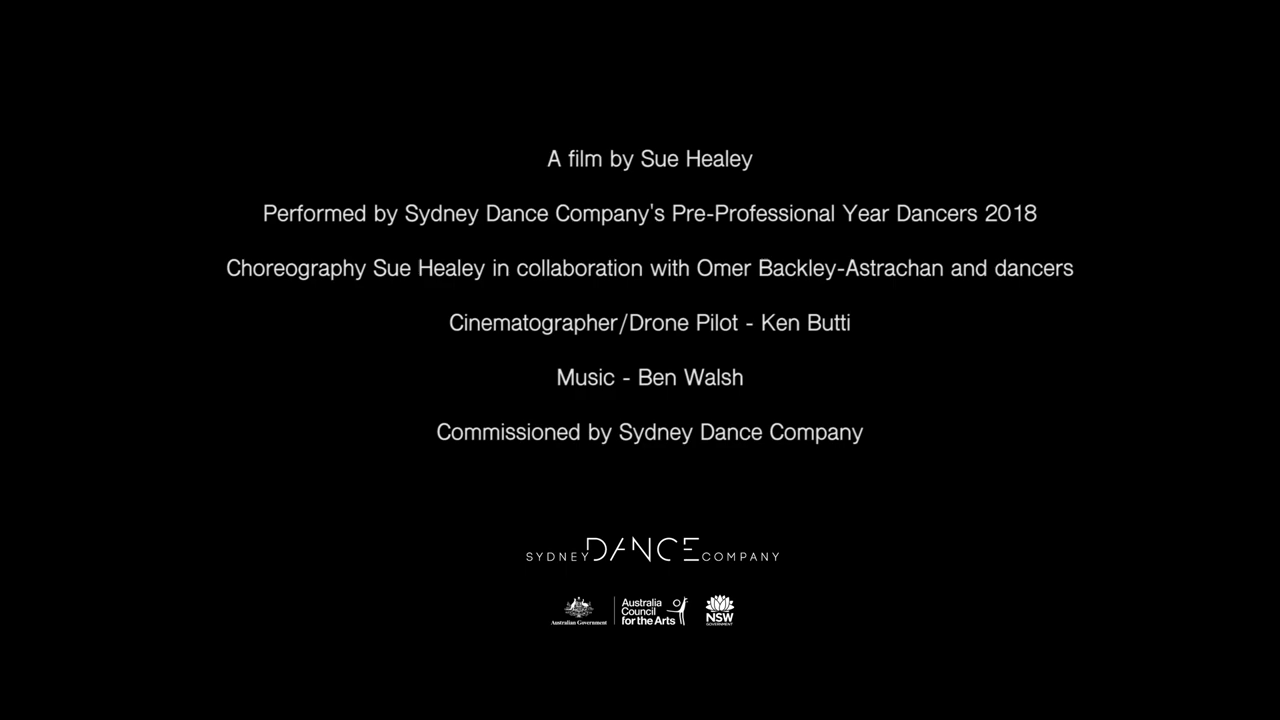 A film by Sue Healey
Performed by Sydney Dance Company's Pre-Professional Year Dancers 2018
Choreography Sue Healey in collaboration with Omer Backley-Astrachan and dancers
Cinematographer/Drone Pilot - Ken Butti
Music - Ben Walsh
Commissioned by Sydney Dance Company
SYDNEY DANCE COMPANY
Australian Government
Australia
Council
for the Arts
NSW
GOVERNMENT